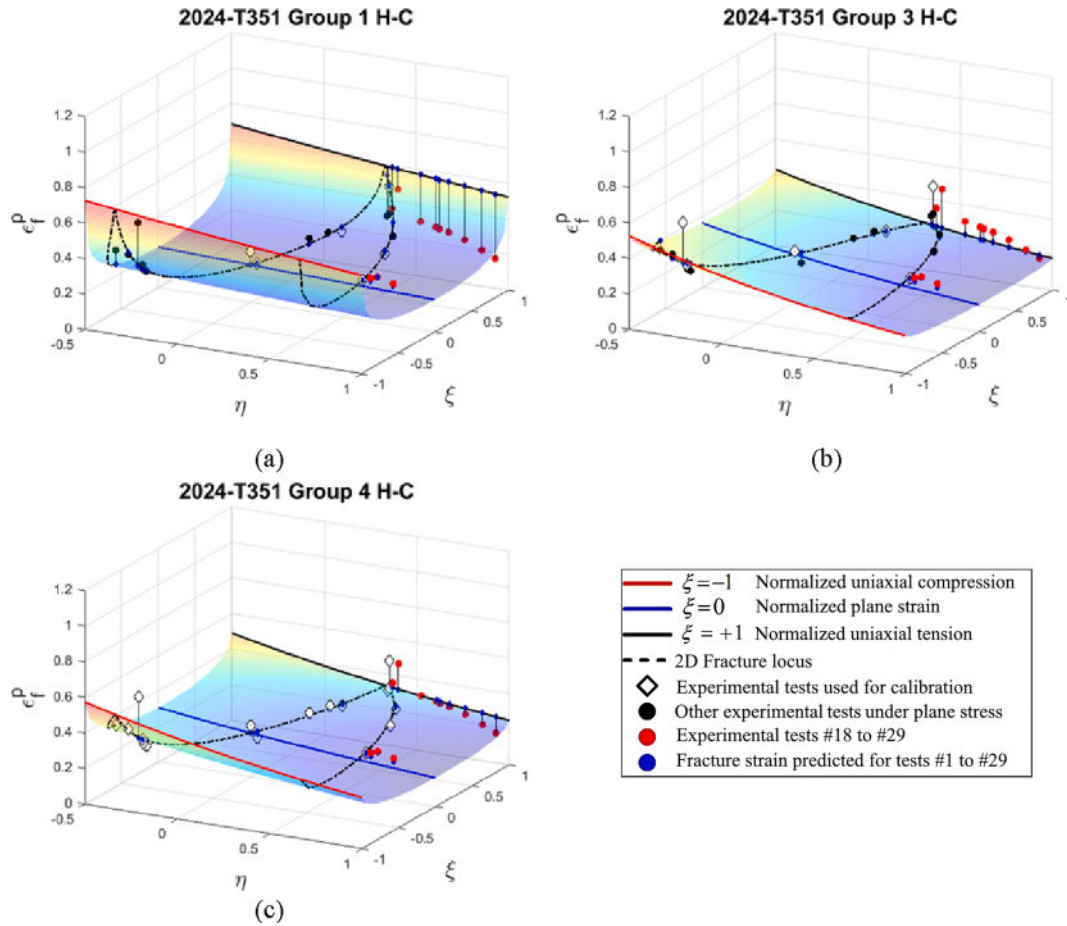 2024-T351 Group 1 H-C
2024-T351 Group 3 H-C
1.2
1
0.8
0.6
0.4
0.2
0
-0.5
0
0.5
1
-1
-0.5
0
0.5
1
ϵ_f^p
η
ξ
1.2
1
0.8
0.6
0.4
0.2
0
-0.5
0
0.5
1
-1
-0.5
0
0.5
ϵ_f^p
η
ξ
(a)
(b)
2024-T351 Group 4 H-C
1.2
1
0.8
0.6
0.4
0.2
0
-0.5
0
0.5
1
-1
-0.5
0
0.5
1
ϵ_f^p
η
ξ
(c)
ξ=−1 Normalized uniaxial compression
ξ=0 Normalized plane strain
ξ = +1 Normalized uniaxial tension
2D Fracture locus
Experimental tests used for calibration
Other experimental tests under plane stress
Experimental tests #18 to #29
Fracture strain predicted for tests #1 to #29